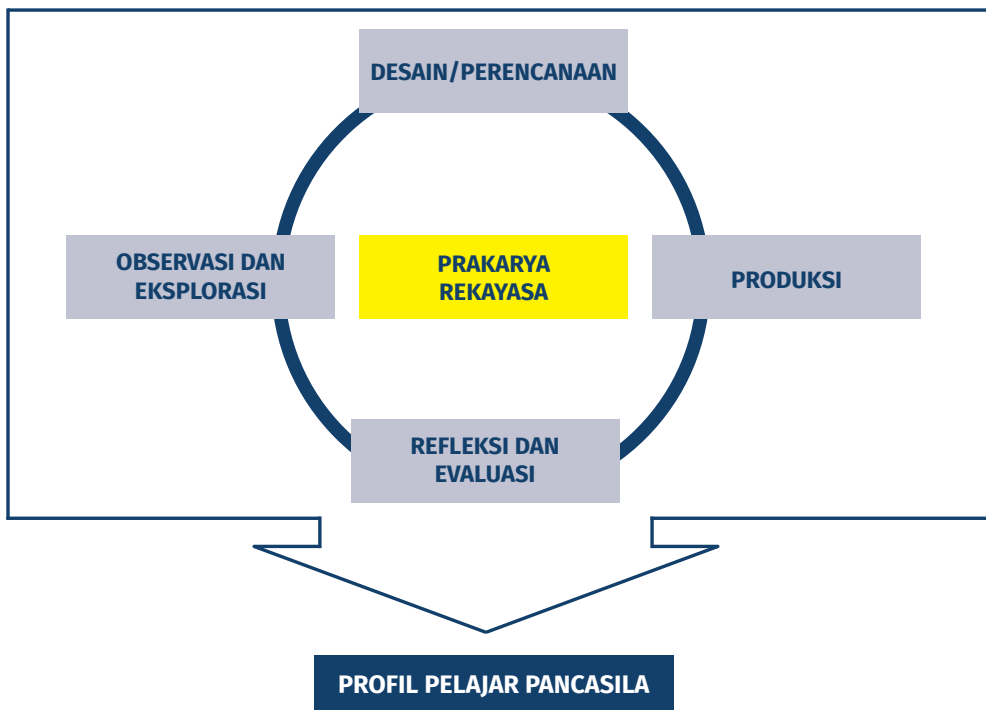 DESAIN/PERENCANAAN
OBSERVASI DAN
EKSPLORASI
PRAKARYA
REKAYASA
PRODUKSI
REFLEKSI DAN
EVALUASI
PROFIL PELAJAR PANCASILA